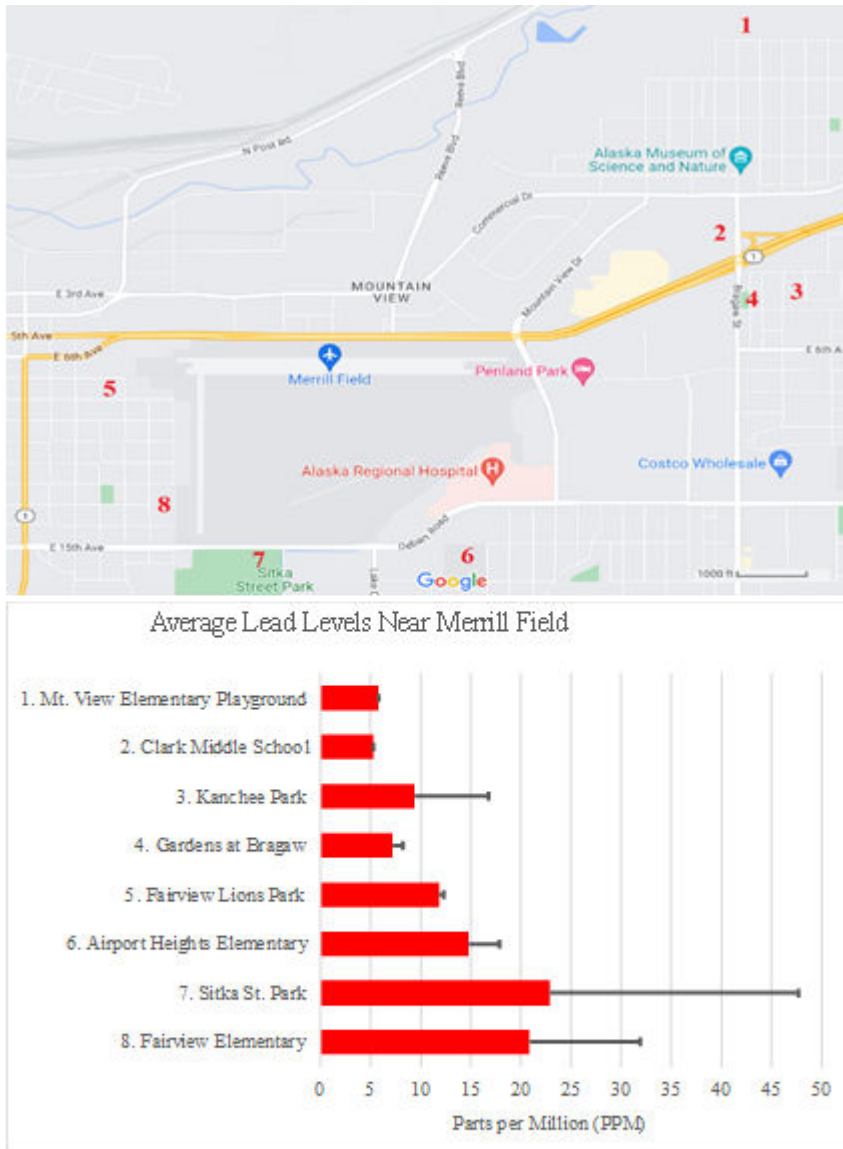 1
N Post Rd
Reeve Blvd
Reeve Blvd
Alaska Museum of
Science and Nature
Commercial Dr
2
1
MOUNTAIN
VIEW
E 3rd Ave
Mountain View Dr
4
3
Bragaw St
5th Ave
E 6th Ave
E 6th A
Merrill Field
Penland Park
5
Alaska Regional Hospital
H
Costco Wholesale
8
1
E 15th Ave
DeBarr Road
7
Sitka
Street Park
6
Google
1000 ft
Average Lead Levels Near Merrill Field
1. Mt. View Elementary Playground
2. Clark Middle School
3. Kanchee Park
4. Gardens at Bragaw
5. Fairview Lions Park
6. Airport Heights Elementary
7. Sitka St. Park
8. Fairview Elementary
0 5 10 15 20 25 30 35 40 45 50
Parts per Million (PPM)